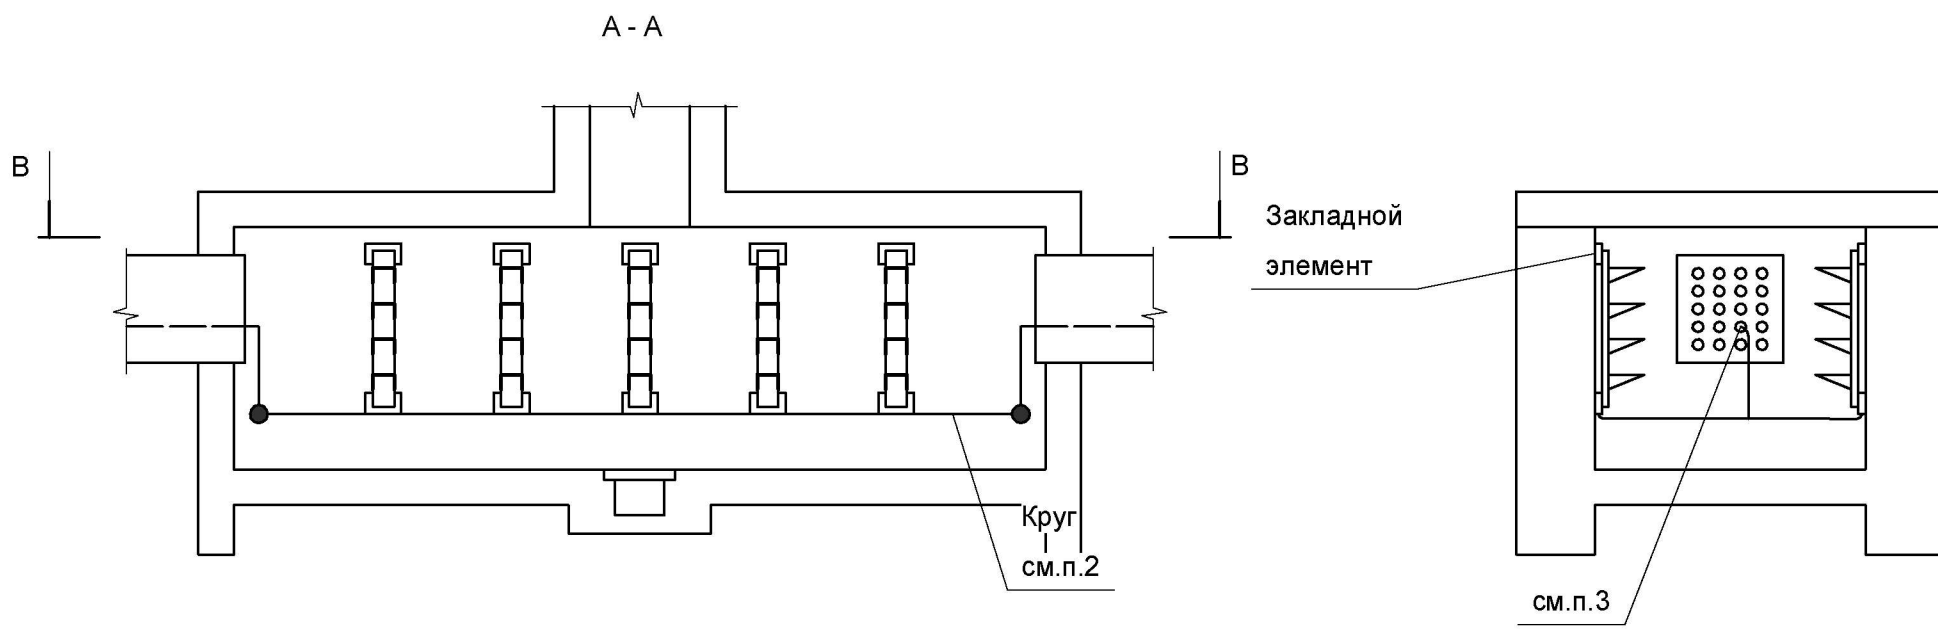 А - А
В
В
Закладной
элемент
Круг
см.п.2
см.п.3